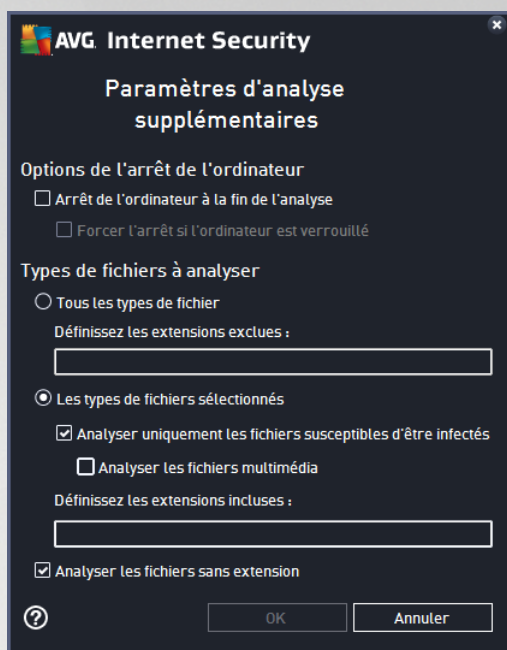 AVG. Internet Security
Paramètres d'analyse
supplémentaires
Options de l'arrêt de l'ordinateur
Arrêt de l'ordinateur à la fin de l'analyse
Forcer l'arrêt si l'ordinateur est verrouillé
Types de fichiers à analyser
Tous les types de fichier
Définissez les extensions exclues :
Les types de fichiers sélectionnés
Analyser uniquement les fichiers susceptibles d'être infectés
Analyser les fichiers multimédia
Définissez les extensions incluses :
Analyser les fichiers sans extension
?
OK
Annuler